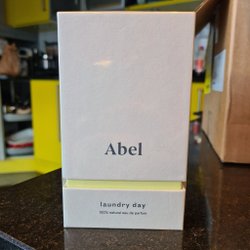 Abel
laundry day
100% natural eau de parfum